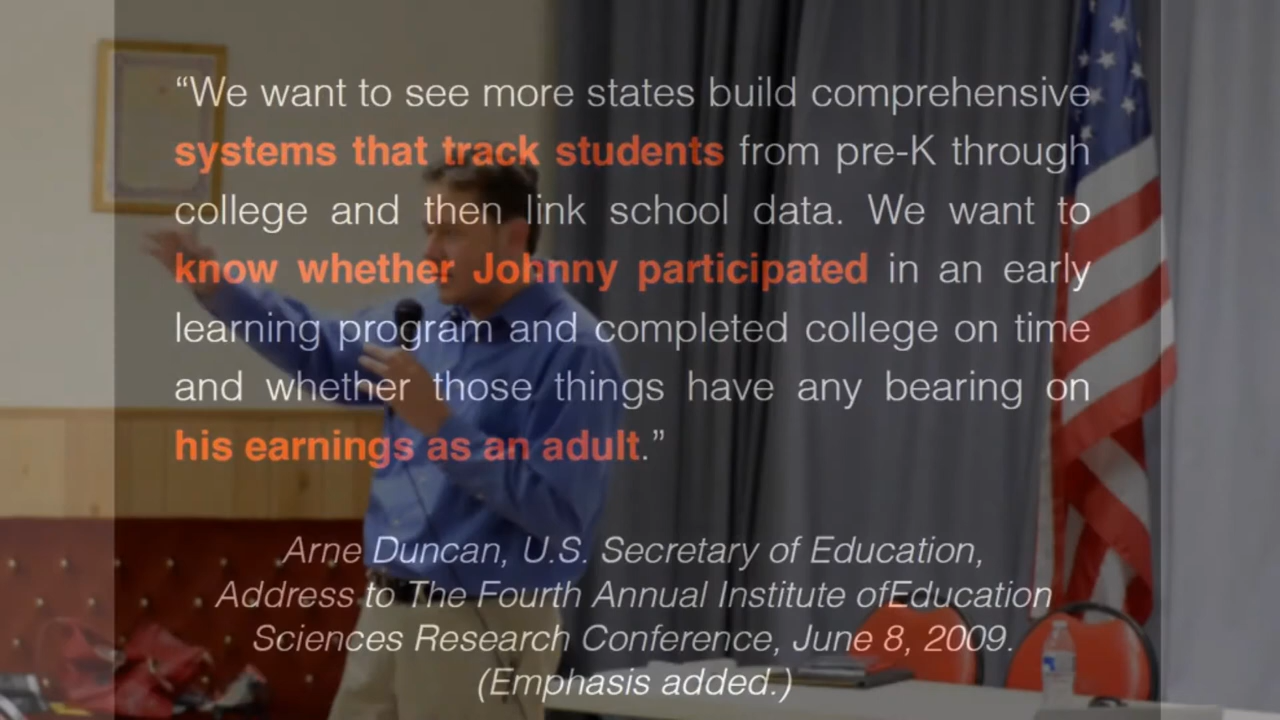 “We want to see more states build comprehensive
systems that track students from pre-K through
college and then link school data. We want to
know whether Johnny participated in an early
learning program and completed college on time
and whether those things have any bearing on
his earnings as an adult.”
Arne Duncan, U.S. Secretary of Education,
Address to The Fourth Annual Institute ofEducation
Sciences Research Conference, June 8, 2009.
(Emphasis added.)